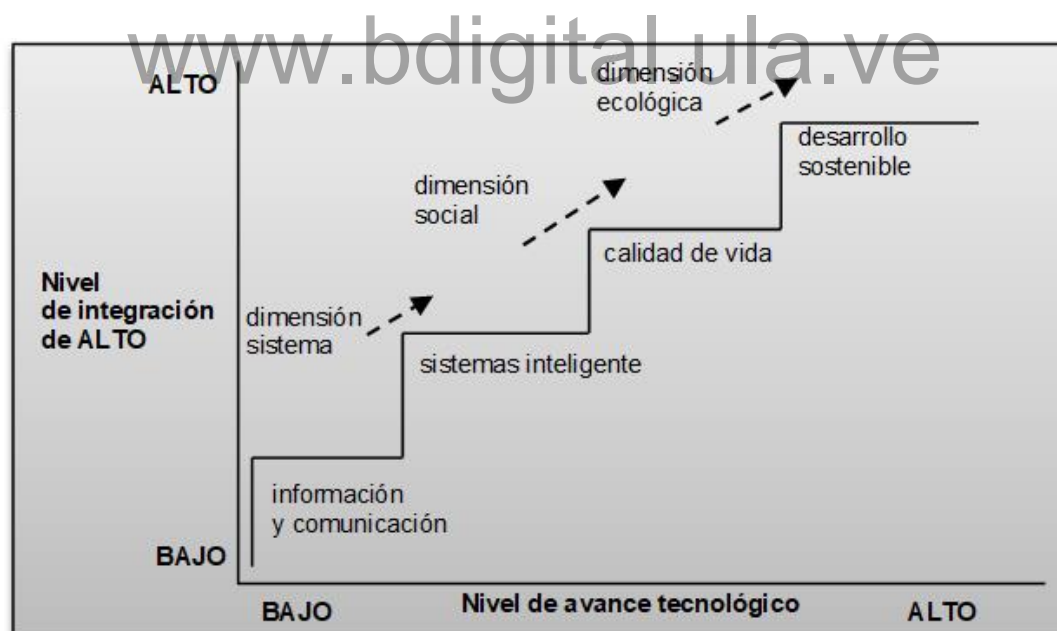 www.bdigital.ula.ve
ALTO
dimensión
ecológica
desarrollo
sostenible
dimensión
social
calidad de vida
Nivel
de integración
de ALTO
dimensión
sistema
sistemas inteligente
información
y comunicación
BAJO
BAJO
Nivel de avance tecnológico
ALTO